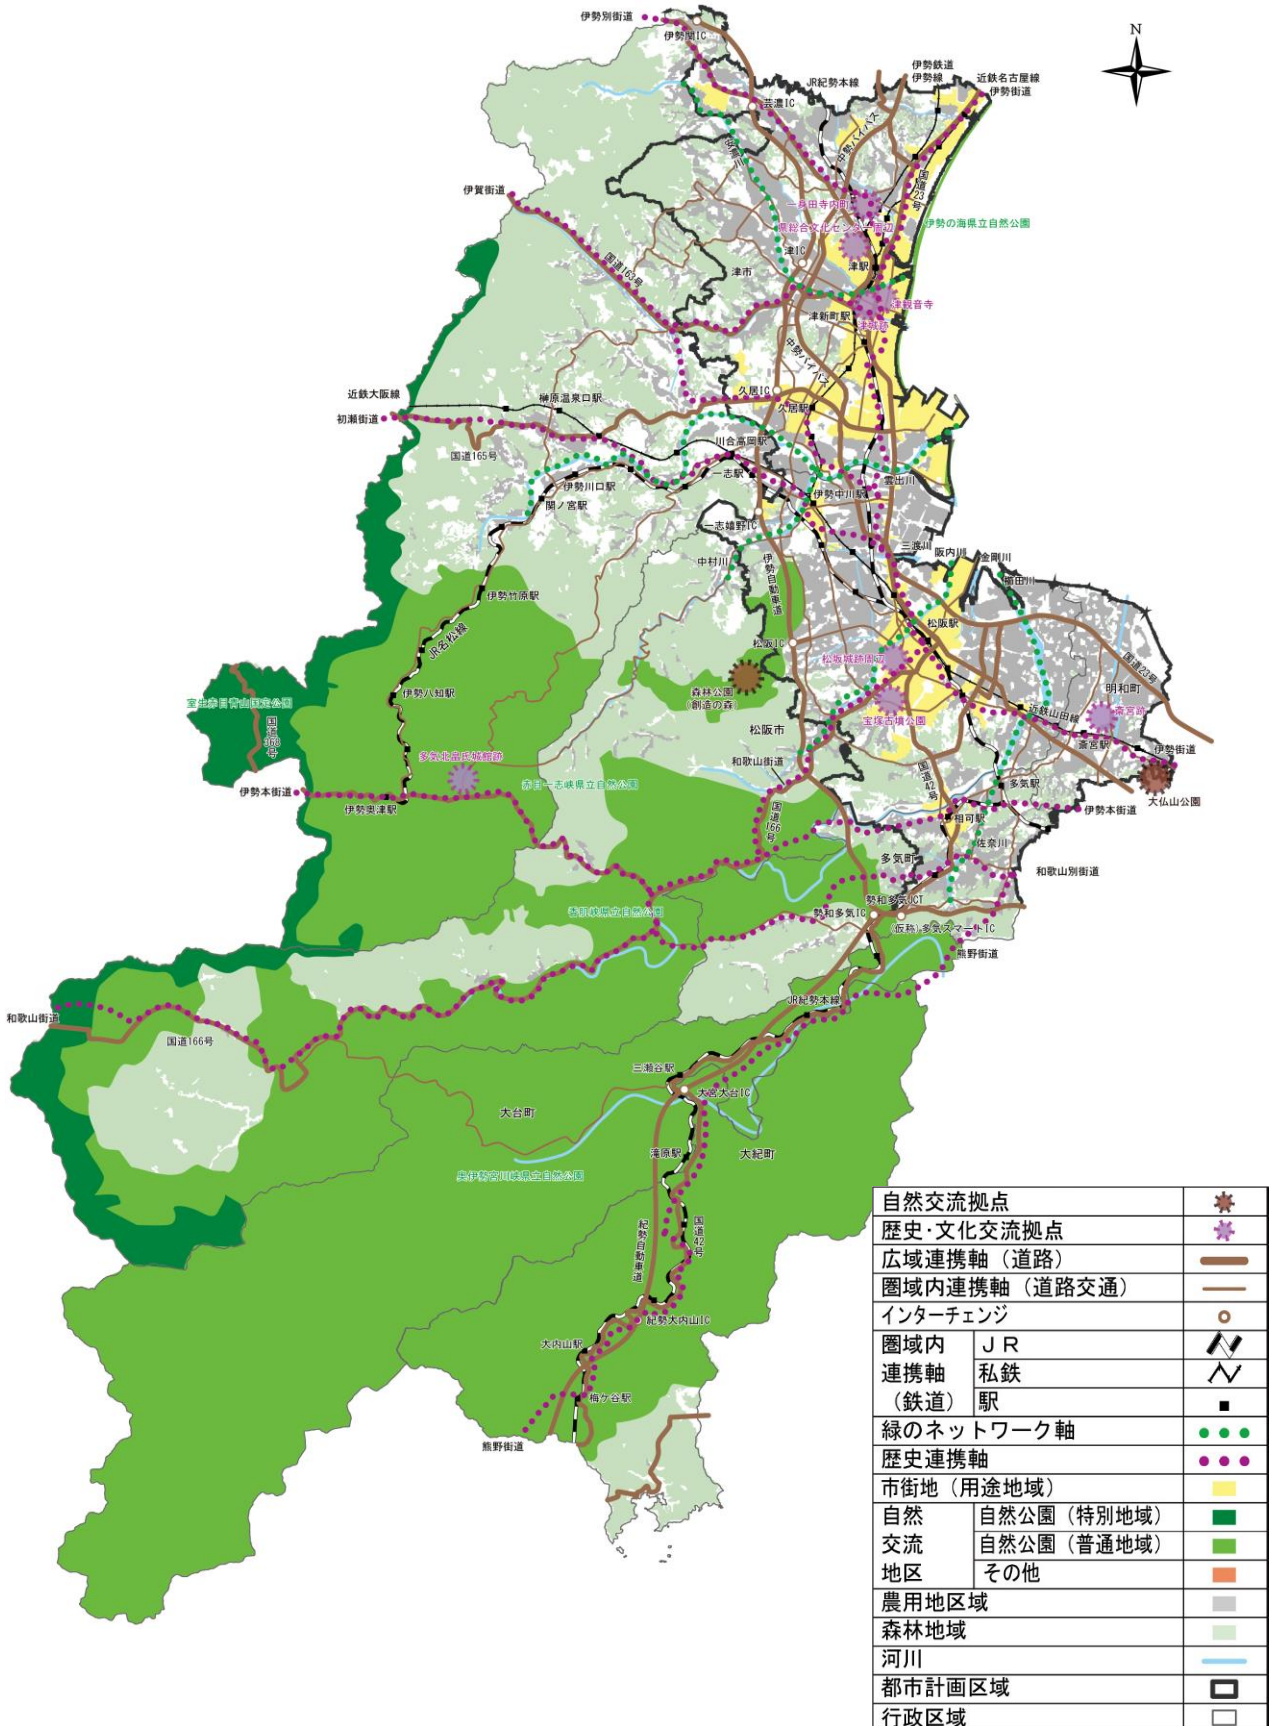 伊勢別街道
伊勢関IC
N
伊勢鉄道
伊勢線
JR紀勢本線
近鉄名古屋線
伊勢街道
芸濃IC
中勢バイパス
国道23号
伊賀街道
一身田寺内町
県総合文化センター周辺
伊勢の海県立自然公園
国道163号
津IC
津駅
津市
津観音寺
津新町駅
津城跡
中勢バイパス
近鉄大阪線
榊原温泉口駅
久居IC
久居駅
初瀬街道
国道165号
川合高岡駅
一志駅
伊勢川口駅
関ノ宮駅
伊勢中川駅
雲出川
一志嬉野IC
中村川
伊勢自動車道
三渡川
阪内川
金剛川
櫛田川
伊勢竹原駅
JR名松線
松阪駅
松阪IC
松坂城跡周辺
国道23号
明和町
伊勢八知駅
森林公園
(創造の森)
室生赤目青山国定公園
国道368号
宝塚古墳公園
近鉄山田線
斎宮跡
斎宮駅
松阪市
伊勢街道
多気北畠氏城館跡
和歌山街道
赤目一志峡県立自然公園
国道42号
多気駅
大仏山公園
伊勢本街道
伊勢奥津駅
国道166号
相可駅
伊勢本街道
佐奈川
多気町
和歌山別街道
香肌峡県立自然公園
勢和多気JCT
勢和多気IC
(仮称)多気スマートIC
熊野街道
JR紀勢本線
和歌山街道
国道166号
三瀬谷駅
大宮大台IC
大台町
滝原駅
大紀町
奥伊勢宮川峡県立自然公園
紀勢自動車道
国道42号
紀勢大内山IC
大内山駅
梅ケ谷駅
熊野街道
自然交流拠点
歴史・文化交流拠点
広域連携軸（道路）
圏域内連携軸（道路交通）
インターチェンジ
圏域内 ＪＲ
連携軸 私鉄
（鉄道） 駅
緑のネットワーク軸
歴史連携軸
市街地（用途地域）
自然 自然公園（特別地域）
交流 自然公園（普通地域）
地区 その他
農用地区域
森林地域
河川
都市計画区域
行政区域